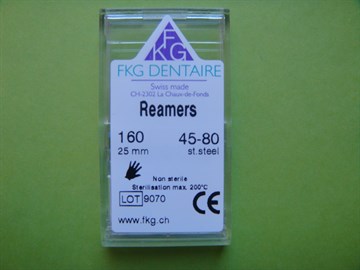 FKG
FKG DENTAIRE
Swiss made
CH-2302 La Chaux-de-Fonds
Reamers
160 45-80
25 mm st.steel
Non sterile
Sterilisation max. 200°C
LOT 9070 CE
www.fkg.ch